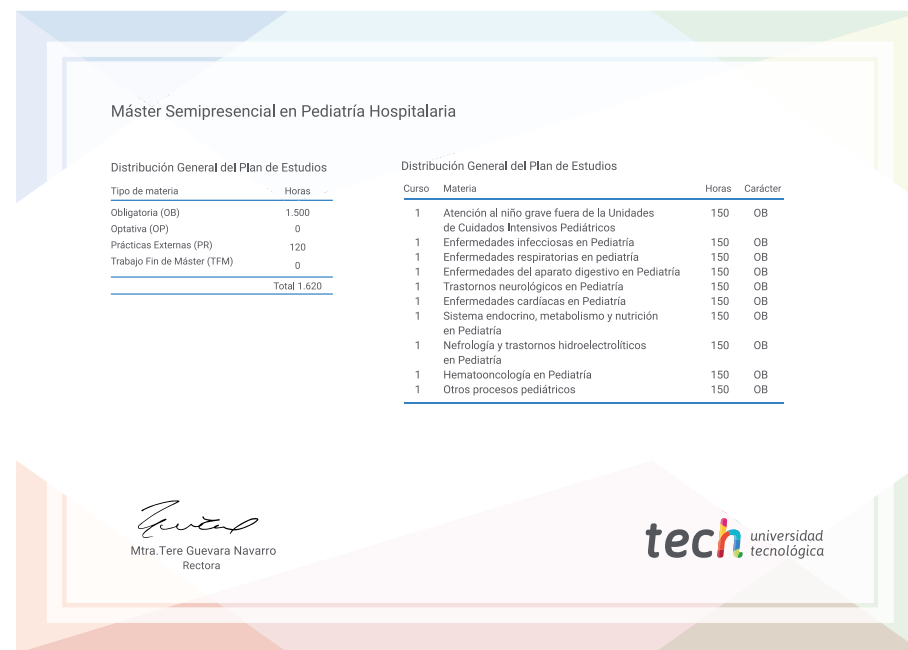 Máster Semipresencial en Pediatría Hospitalaria
Distribución General del Plan de Estudios
Tipo de materia Horas
Obligatoria (OB) 1.500
Optativa (OP) 0
Prácticas Externas (PR) 120
Trabajo Fin de Máster (TFM) 0
Total 1.620
Distribución General del Plan de Estudios
Curso Materia Horas Carácter
1 Atención al niño grave fuera de la Unidades 150 OB
de Cuidados Intensivos Pediátricos
1 Enfermedades infecciosas en Pediatría 150 OB
1 Enfermedades respiratorias en pediatría 150 OB
1 Enfermedades del aparato digestivo en Pediatría 150 OB
1 Trastornos neurológicos en Pediatría 150 OB
1 Enfermedades cardíacas en Pediatría 150 OB
1 Sistema endocrino, metabolismo y nutrición 150 OB
en Pediatría
1 Nefrología y trastornos hidroelectrolíticos 150 OB
en Pediatría
1 Hematooncología en Pediatría 150 OB
1 Otros procesos pediátricos 150 OB
Mtra.Tere Guevara Navarro
Rectora
tech universidad
tecnológica